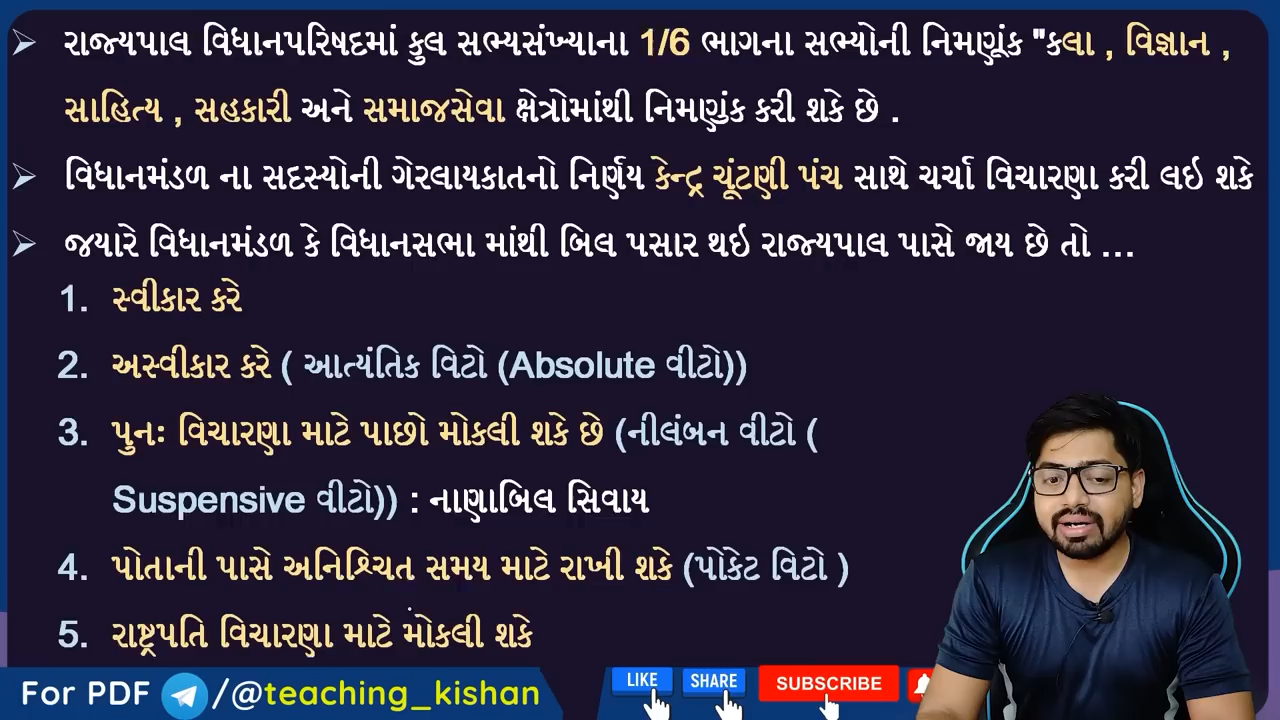 ➢ રાજ્યપાલ વિધાનપરિષદમાં કુલ સભ્યસંખ્યાના 1/6 ભાગના સભ્યોની નિમણૂંક "કલા , વિજ્ઞાન ,
સાહિત્ય , સહકારી અને સમાજસેવા ક્ષેત્રોમાંથી નિમણુંક કરી શકે છે .
➢ વિધાનમંડળ ના સદસ્યોની ગેરલાયકાતનો નિર્ણય કેન્દ્ર ચૂંટણી પંચ સાથે ચર્ચા વિચારણા કરી લઇ શકે
➢ જયારે વિધાનમંડળ કે વિધાનસભા માંથી બિલ પસાર થઇ રાજ્યપાલ પાસે જાય છે તો ...
1. સ્વીકાર કરે
2. અસ્વીકાર કરે ( આત્યંતિક વિટો (Absolute વીટો))
3. પુનઃ વિચારણા માટે પાછો મોકલી શકે છે (નીલંબન વીટો (
Suspensive વીટો)) : નાણાબિલ સિવાય
4. પોતાની પાસે અનિશ્ચિત સમય માટે રાખી શકે (પોકેટ વિટો )
5. રાષ્ટ્રપતિ વિચારણા માટે મોકલી શકે
For PDF /@teaching_kishan
LIKE SHARE SUBSCRIBE